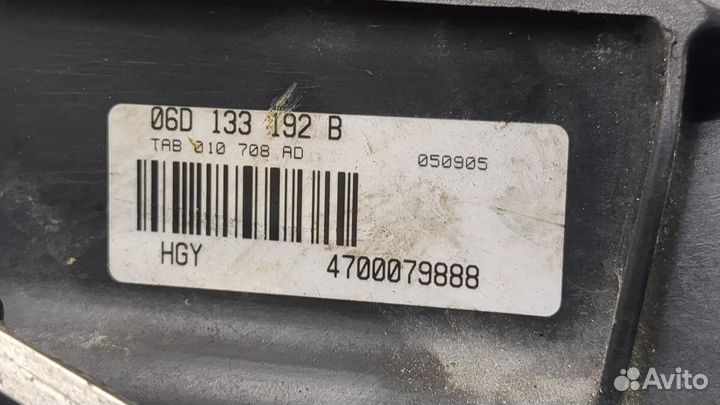 06D 133 192 B
TAB 010 708 AD
050905
HGY
4700079888
Avito